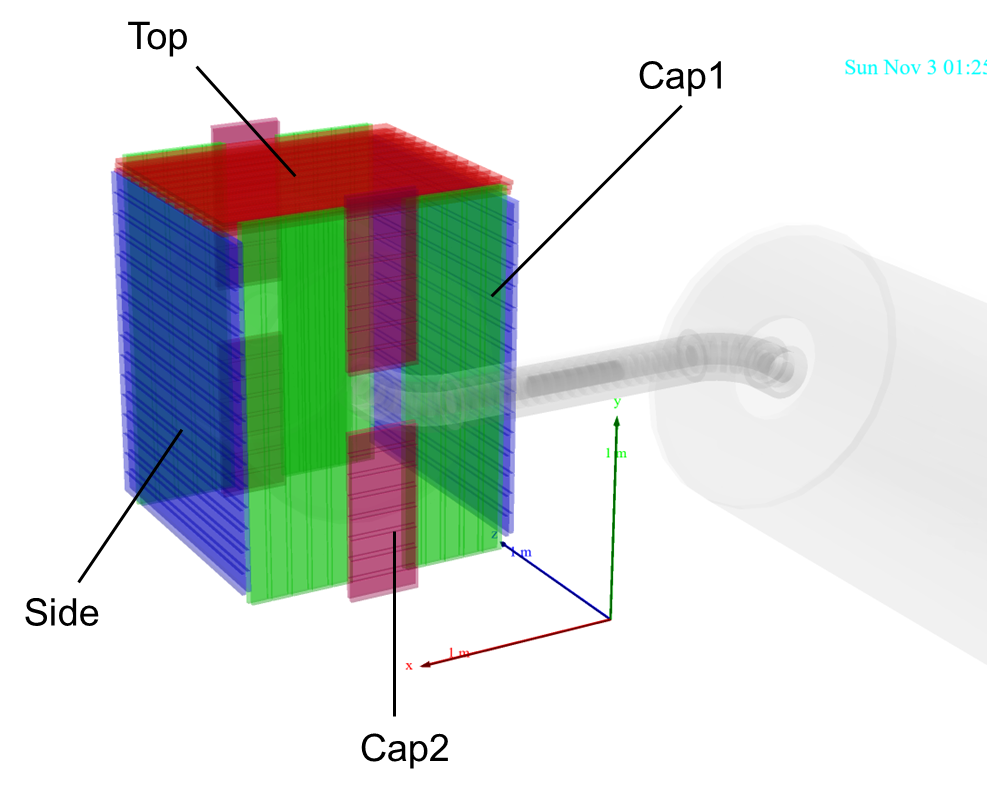 Top
Cap1
Sun Nov 3 01:25
y
1 m
z
1 m
1 m
x
Side
Cap2